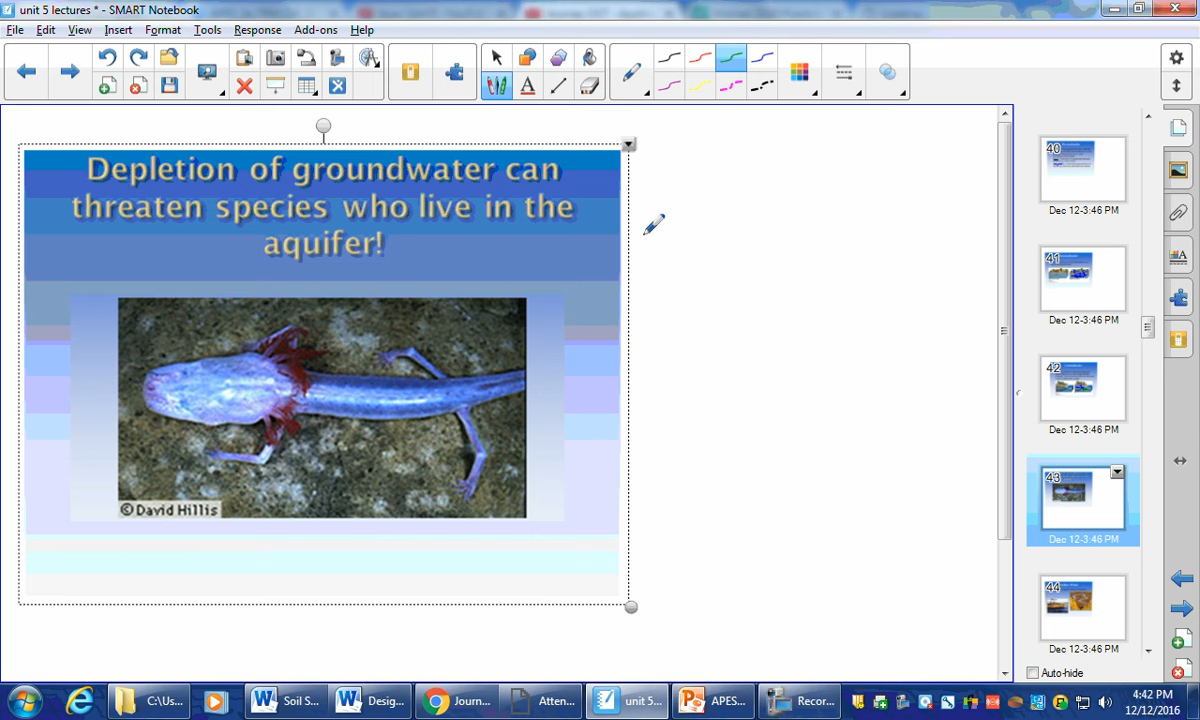 unit 5 lectures * - SMART Notebook
File Edit View Insert Format Tools Response Add-ons Help
Depletion of groundwater can
threaten species who live in the
aquifer!
© David Hillis
40
Dec 12-3:46 PM
41
Dec 12-3:46 PM
42
Dec 12-3:46 PM
43
Dec 12-3:46 PM
44
Dec 12-3:46 PM
Auto-hide
C:\Us...
Soil S...
Desig...
Journ...
Atten...
unit 5...
APES...
Recor...
4:42 PM
12/12/2016